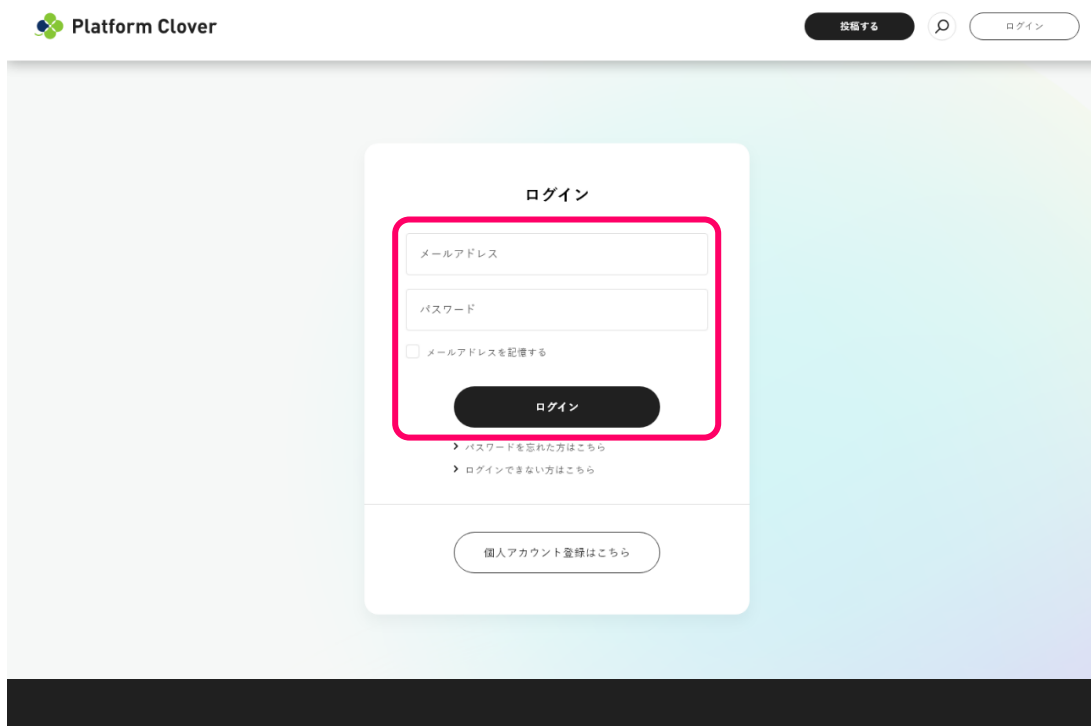 Platform Clover
投稿する
ログイン
ログイン
メールアドレス
パスワード
メールアドレスを記憶する
ログイン
パスワードを忘れた方はこちら
ログインできない方はこちら
個人アカウント登録はこちら